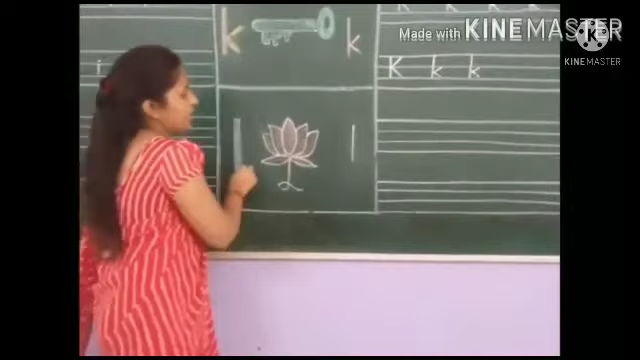 Made with KINEMASTER
KINEMASTER
k k
K k k
i
l l